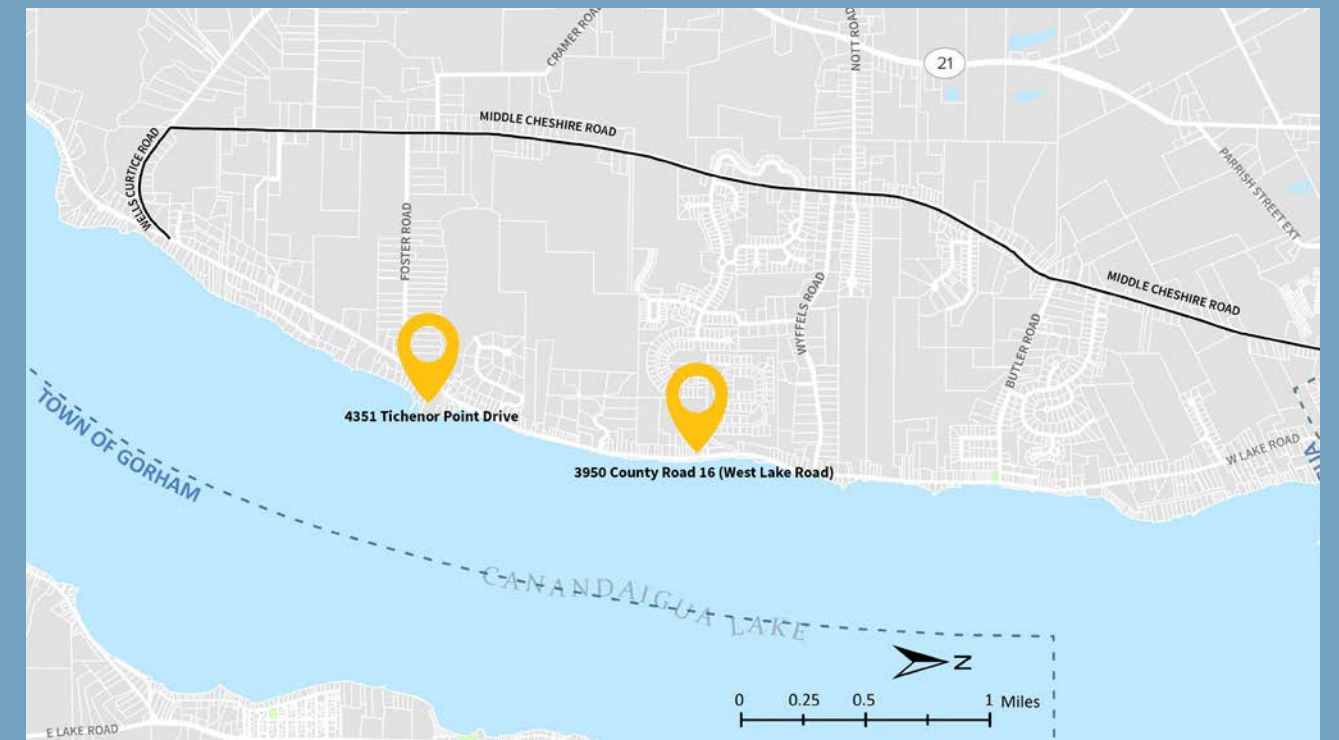 CRAMER ROAD
NOTT ROAD
21
MIDDLE CHESHIRE ROAD
WELLS CURTICE ROAD
PARRISH STREET EXT
FOSTER ROAD
WYFFELS ROAD
MIDDLE CHESHIRE ROAD
BUTLER ROAD
4351 Tichenor Point Drive
3950 County Road 16 (West Lake Road)
W LAKE ROAD
TOWN OF GORHAM
CANANDAIGUA LAKE
N
0 0.25 0.5 1 Miles
E LAKE ROAD